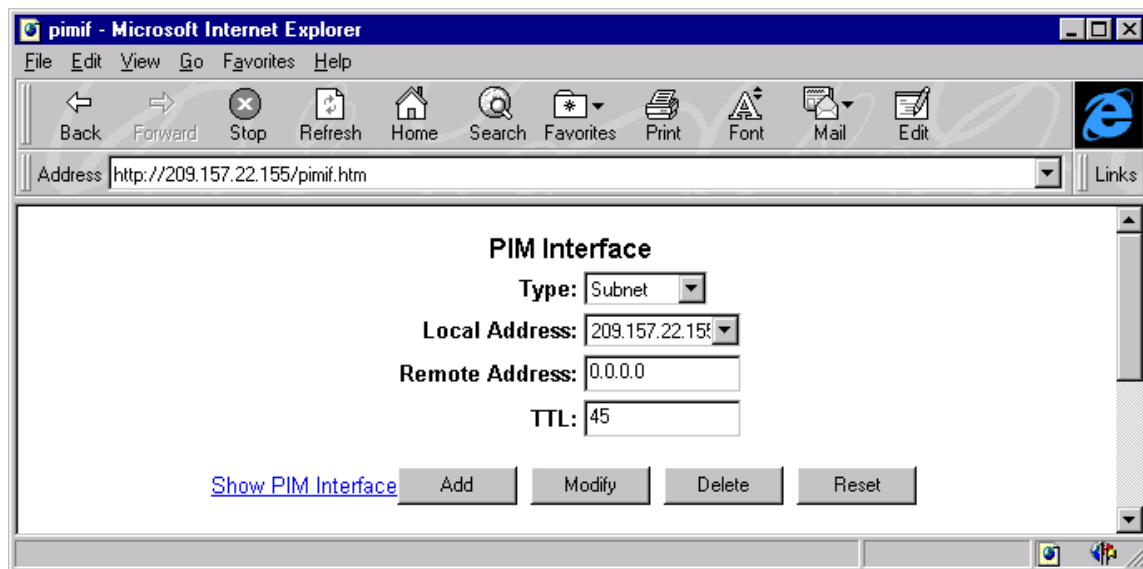 pimif - Microsoft Internet Explorer
File Edit View Go Favorites Help
Back Forward Stop Refresh Home Search Favorites Print Font Mail Edit
Address http://209.157.22.155/pimif.htm Links
PIM Interface
Type: Subnet
Local Address: 209.157.22.155
Remote Address: 0.0.0.0
TTL: 45
Show PIM Interface Add Modify Delete Reset